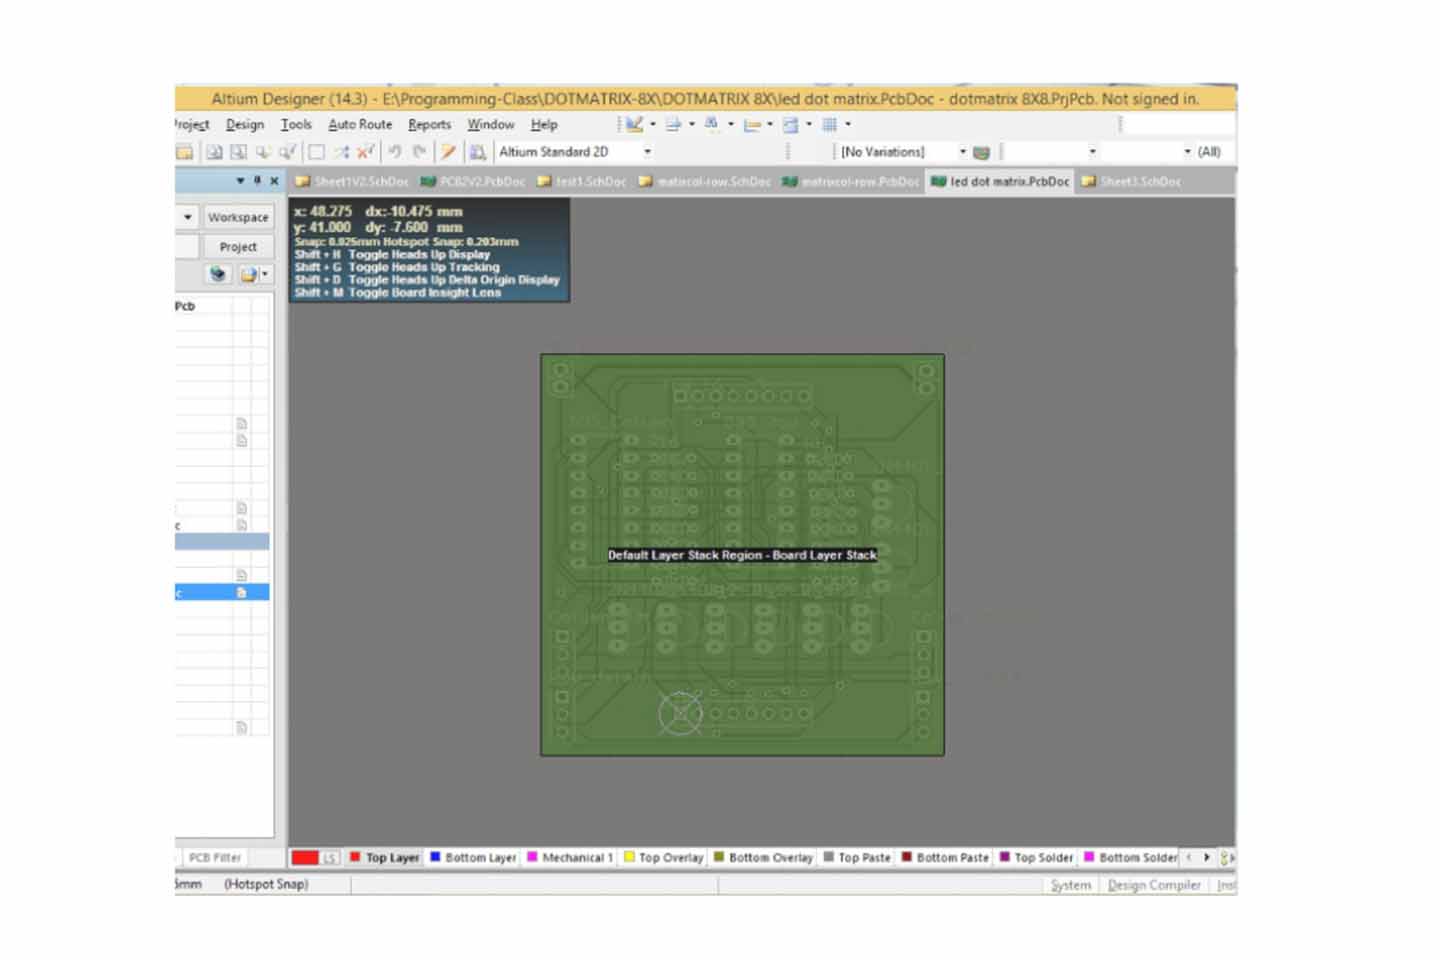 Altium Designer (14.3) - E:\Programming-Class\DOTMATRIX-8X\DOTMATRIX 8X\led dot matrix.PcbDoc - dotmatrix 8X8.PrjPcb. Not signed in.
Project Design Tools Auto Route Reports Window Help
Altium Standard 2D [No Variations] (All)
Sheet1V2.SchDoc PCB2V2.PcbDoc test1.SchDoc matixcol-row.SchDoc matrixcol-row.PcbDoc led dot matrix.PcbDoc Sheet3.SchDoc
Workspace
Project
Pcb
x: 48.275 dx:-10.475 mm
y: 41.000 dy: -7.600 mm
Snap: 0.025mm Hotspot Snap: 0.203mm
Shift + H Toggle Heads Up Display
Shift + G Toggle Heads Up Tracking
Shift + D Toggle Heads Up Delta Origin Display
Shift + M Toggle Board Insight Lens
Default Layer Stack Region - Board Layer Stack
PCB Filter
LS Top Layer Bottom Layer Mechanical 1 Top Overlay Bottom Overlay Top Paste Bottom Paste Top Solder Bottom Solder
5mm (Hotspot Snap)
System Design Compiler Inst